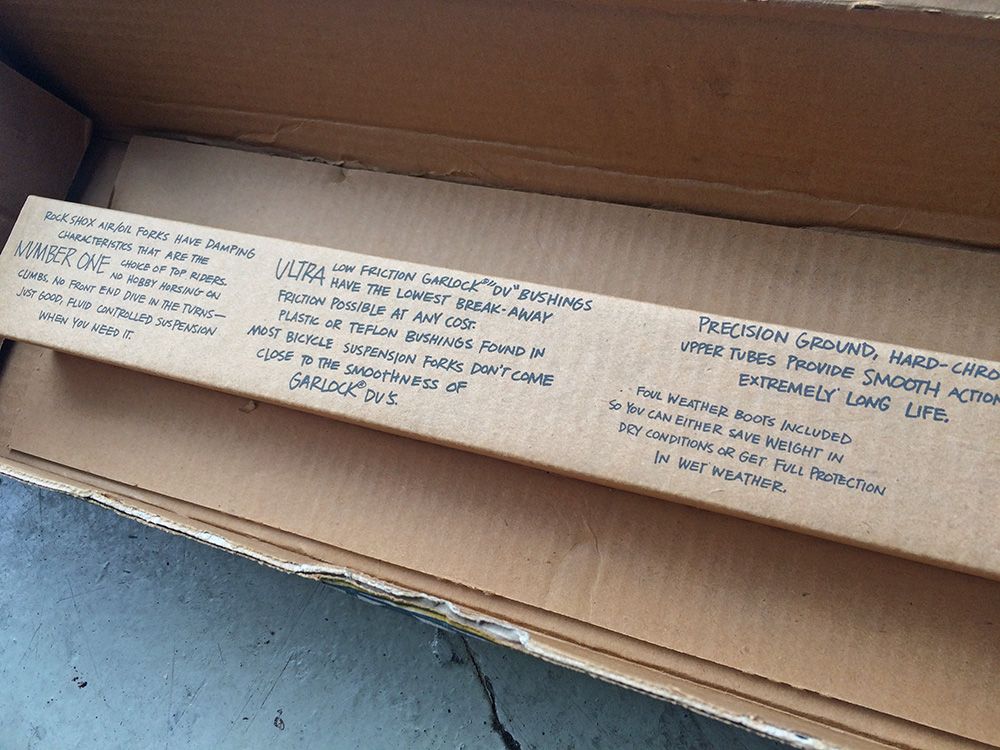 ROCK SHOX AIR/OIL FORKS HAVE DAMPING
CHARACTERISTICS THAT ARE THE
NUMBER ONE CHOICE OF TOP RIDERS.
NO HOBBY HORSING ON
CLIMBS, NO FRONT END DIVE IN THE TURNS—
JUST GOOD, FLUID CONTROLLED SUSPENSION
WHEN YOU NEED IT.
ULTRA LOW FRICTION GARLOCK® "DU" BUSHINGS
HAVE THE LOWEST BREAK-AWAY
FRICTION POSSIBLE AT ANY COST.
PLASTIC OR TEFLON BUSHINGS FOUND IN
MOST BICYCLE SUSPENSION FORKS DON'T COME
CLOSE TO THE SMOOTHNESS OF
GARLOCK® DU'S.
PRECISION GROUND, HARD-CHRO
UPPER TUBES PROVIDE SMOOTH ACTION
EXTREMELY LONG LIFE.
FOUL WEATHER BOOTS INCLUDED
SO YOU CAN EITHER SAVE WEIGHT IN
DRY CONDITIONS OR GET FULL PROTECTION
IN WET WEATHER.